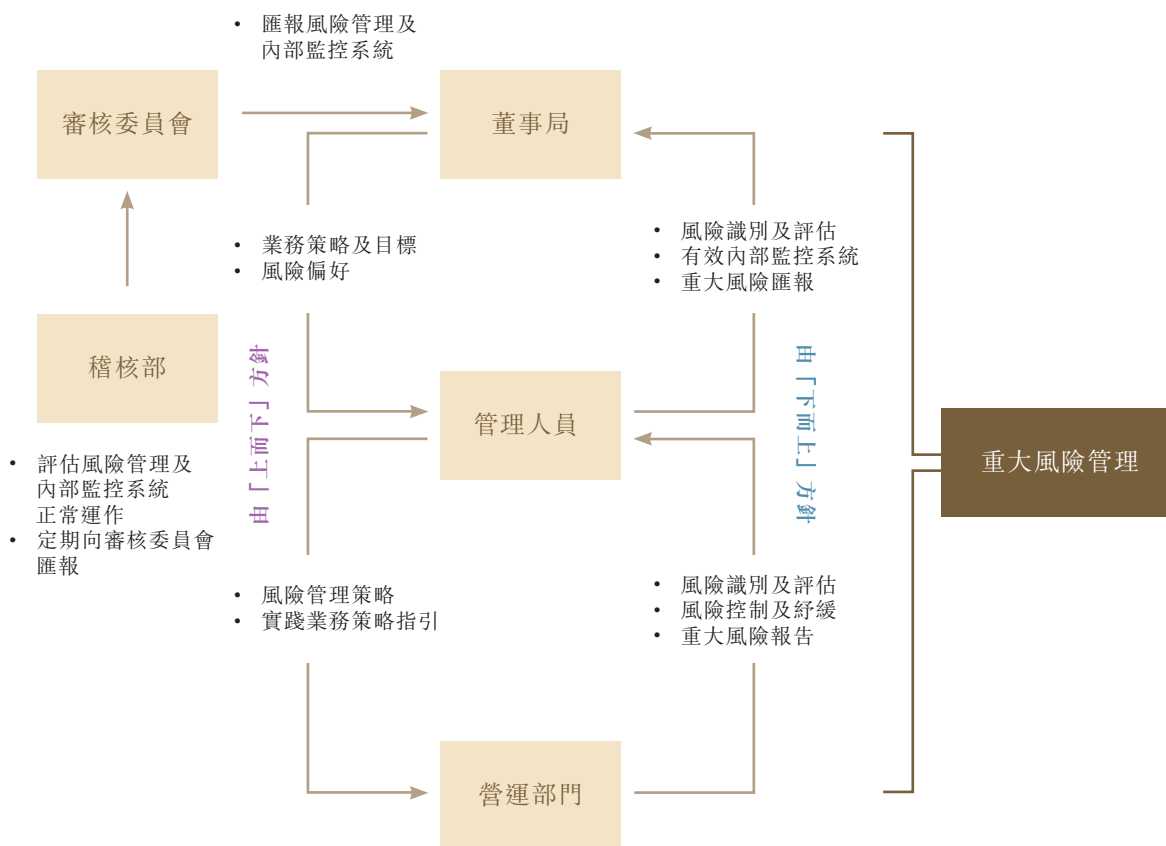 • 匯報風險管理及
內部監控系統
審核委員會
董事局
• 業務策略及目標
• 風險偏好
• 風險識別及評估
• 有效內部監控系統
• 重大風險匯報
稽核部
由「上而下」方針
由「下而上」方針
管理人員
重大風險管理
• 評估風險管理及
內部監控系統
正常運作
• 定期向審核委員會
匯報
• 風險管理策略
• 實踐業務策略指引
• 風險識別及評估
• 風險控制及紓緩
• 重大風險報告
營運部門